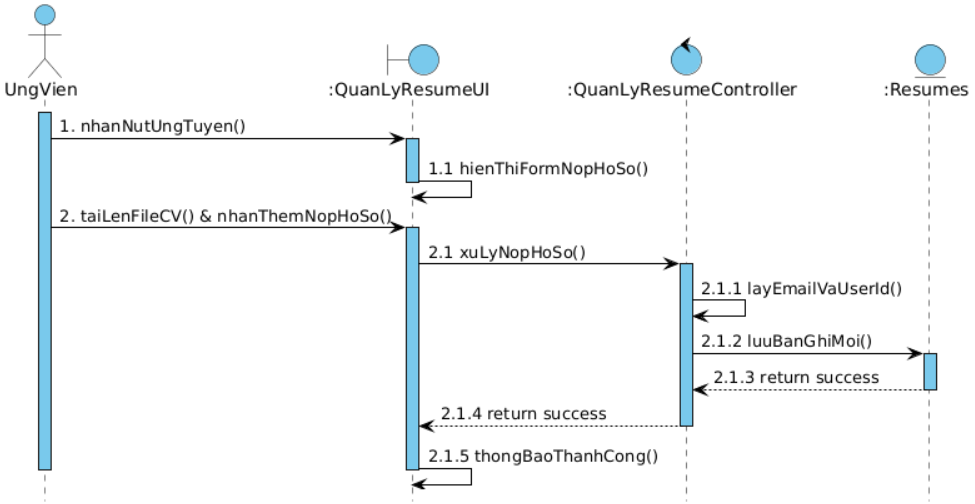 UngVien
:QuanLyResumeUI
:QuanLyResumeController
:Resumes
1. nhanNutUngTuyen()
1.1 hienThiFormNopHoSo()
2. taiLenFileCV() & nhanThemNopHoSo()
2.1 xuLyNopHoSo()
2.1.1 layEmailVaUserId()
2.1.2 luuBanGhiMoi()
2.1.3 return success
2.1.4 return success
2.1.5 thongBaoThanhCong()